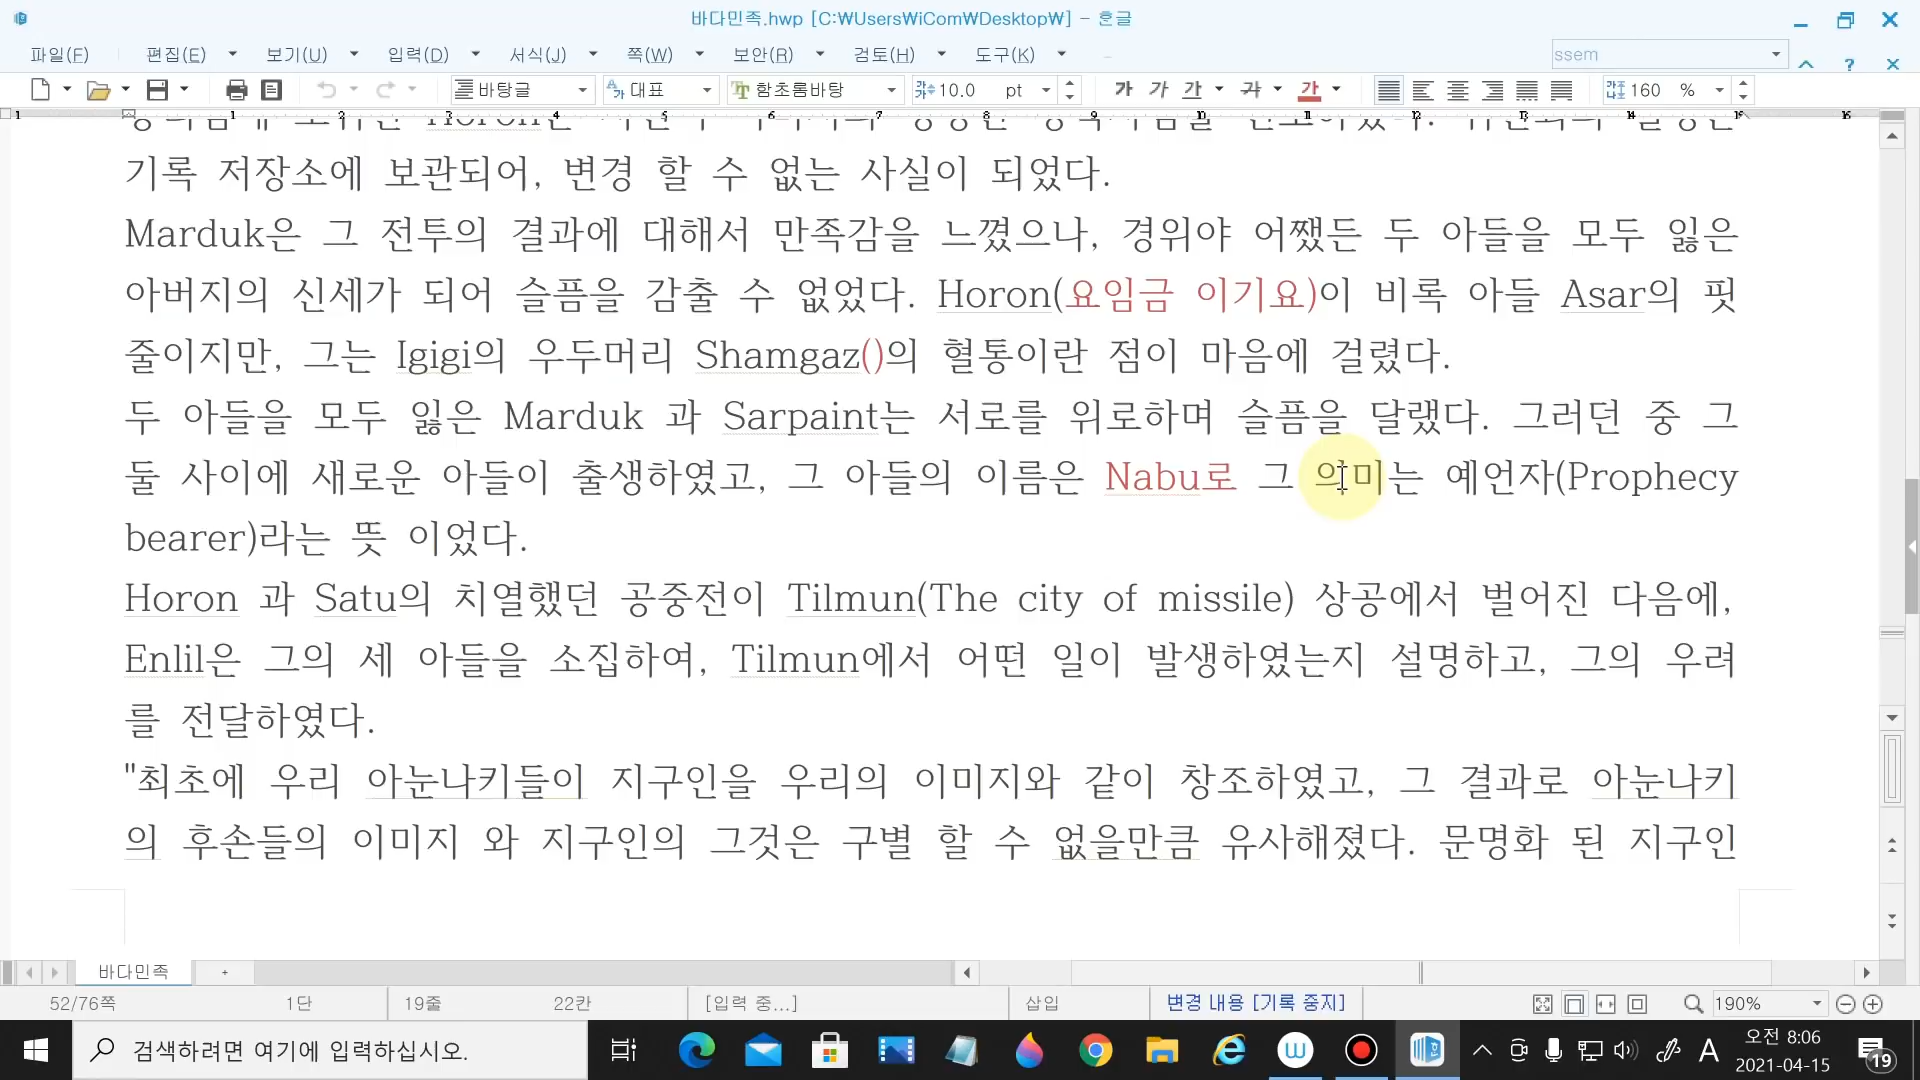 바다민족.hwp [C:₩Users₩iCom₩Desktop₩] - 한글
파일(F) 편집(E) 보기(U) 입력(D) 서식(J) 쪽(W) 보안(R) 검토(H) 도구(K) ssem
바탕글 대표 함초롬바탕 10.0 pt 가 가 가 가 가 160 %
기록 저장소에 보관되어, 변경 할 수 없는 사실이 되었다.
Marduk은 그 전투의 결과에 대해서 만족감을 느꼈으나, 경위야 어쨌든 두 아들을 모두 잃은
아버지의 신세가 되어 슬픔을 감출 수 없었다. Horon(요임금 이기요)이 비록 아들 Asar의 핏
줄이지만, 그는 Igigi의 우두머리 Shamgaz()의 혈통이란 점이 마음에 걸렸다.
두 아들을 모두 잃은 Marduk 과 Sarpaint는 서로를 위로하며 슬픔을 달랬다. 그러던 중 그
둘 사이에 새로운 아들이 출생하였고, 그 아들의 이름은 Nabu로 그 의미는 예언자(Prophecy
bearer)라는 뜻 이었다.
Horon 과 Satu의 치열했던 공중전이 Tilmun(The city of missile) 상공에서 벌어진 다음에,
Enlil은 그의 세 아들을 소집하여, Tilmun에서 어떤 일이 발생하였는지 설명하고, 그의 우려
를 전달하였다.
"최초에 우리 아눈나키들이 지구인을 우리의 이미지와 같이 창조하였고, 그 결과로 아눈나키
의 후손들의 이미지 와 지구인의 그것은 구별 할 수 없을만큼 유사해졌다. 문명화 된 지구인
바다민족
52/76쪽 1단 19줄 22칸 [입력 중...] 삽입 변경 내용 [기록 중지] 190%
검색하려면 여기에 입력하십시오. A 오전 8:06
2021-04-15 19